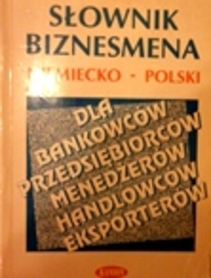 SŁOWNIK
BIZNESMENA
NIEMIECKO - POLSKI
DLA
BANKOWCÓW
PRZEDSIĘBIORCÓW
MENEDŻERÓW
HANDLOWCÓW
EKSPORTERÓW